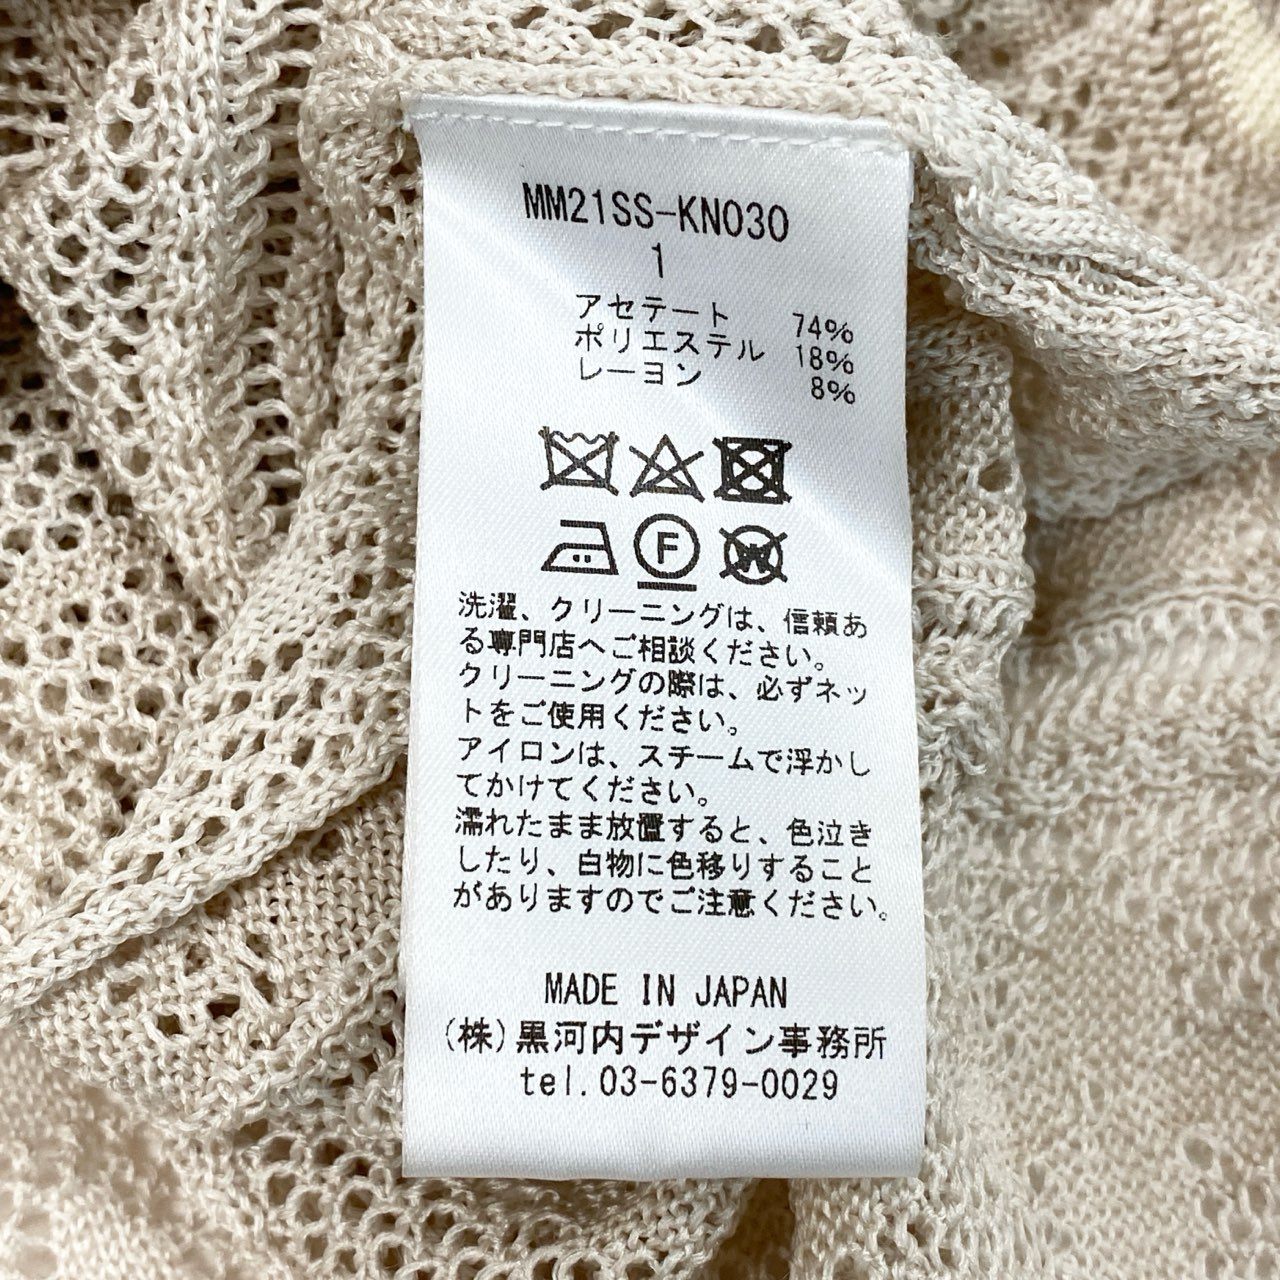 MM21SS-KN030
1
アセテート 74%
ポリエステル 18%
レーヨン 8%
F
W
洗濯、クリーニングは、信頼あ
る専門店へご相談ください。
クリーニングの際は、必ずネッ
トをご使用ください。
アイロンは、スチームで浮かし
てかけてください。
濡れたまま放置すると、色泣き
したり、白物に色移りすること
がありますのでご注意ください。
MADE IN JAPAN
(株)黒河内デザイン事務所
tel.03-6379-0029